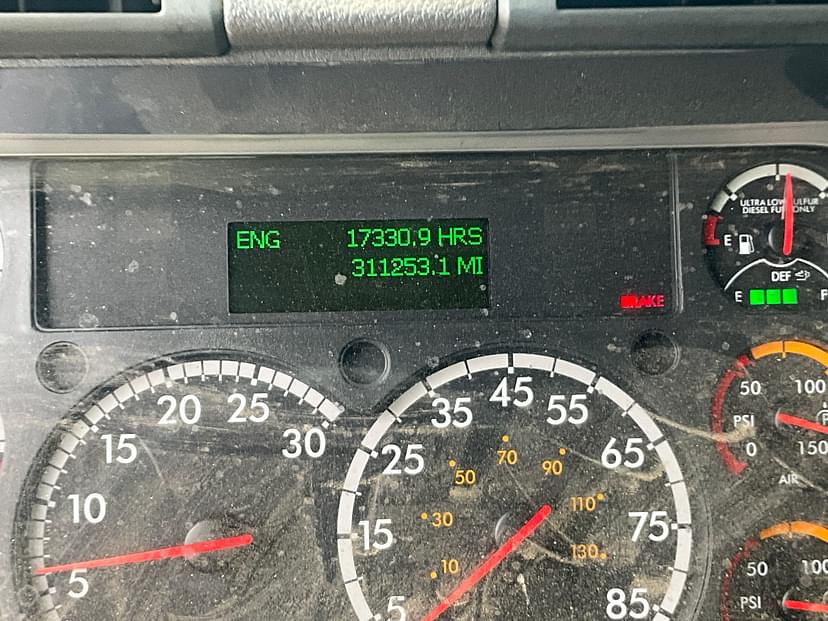 ENG 17330.9 HRS
311253.1 MI
BRAKE
ULTRA LOW SULFUR
DIESEL FUEL ONLY
E
DEF
E F
5 10 15 20 25 30
5 15 25 35 45 55 65 75 85
10 30 50 70 90 110 130
50 100
PSI P
0 150
AIR
50 100
PSI